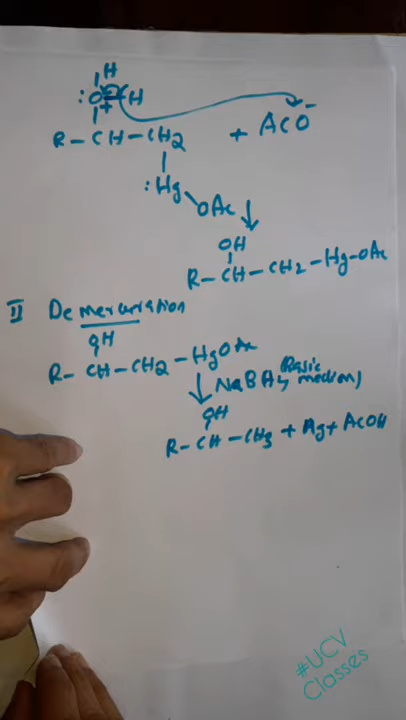 H
:O–H
+
R – CH – CH2 + ACO⁻
:Hg
OAc
OH
R – CH – CH2 – Hg – OAc
II Demercuration
OH
R – CH – CH2 – HgOAc
NaBH4 (Basic medium)
OH
R – CH – CH3 + Hg + AcOH
#UCV
Classes